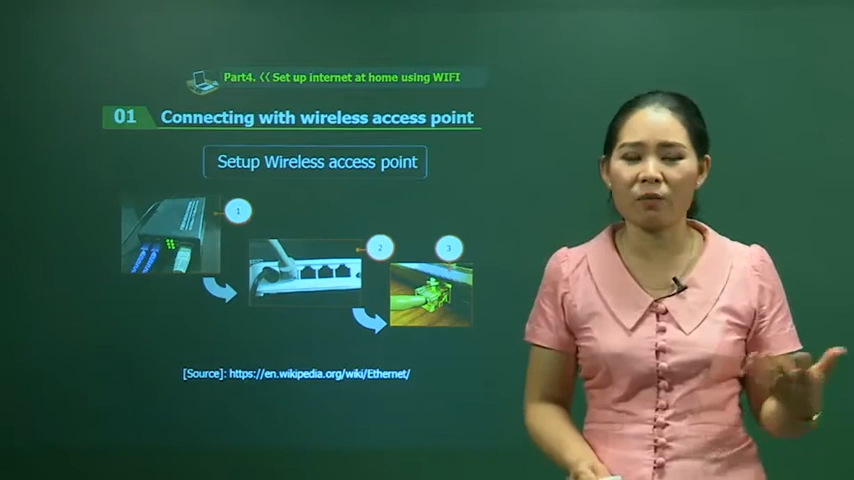 Part4. 《 Set up internet at home using WIFI
01 Connecting with wireless access point
Setup Wireless access point
1
2
3
[Source]: https://en.wikipedia.org/wiki/Ethernet/